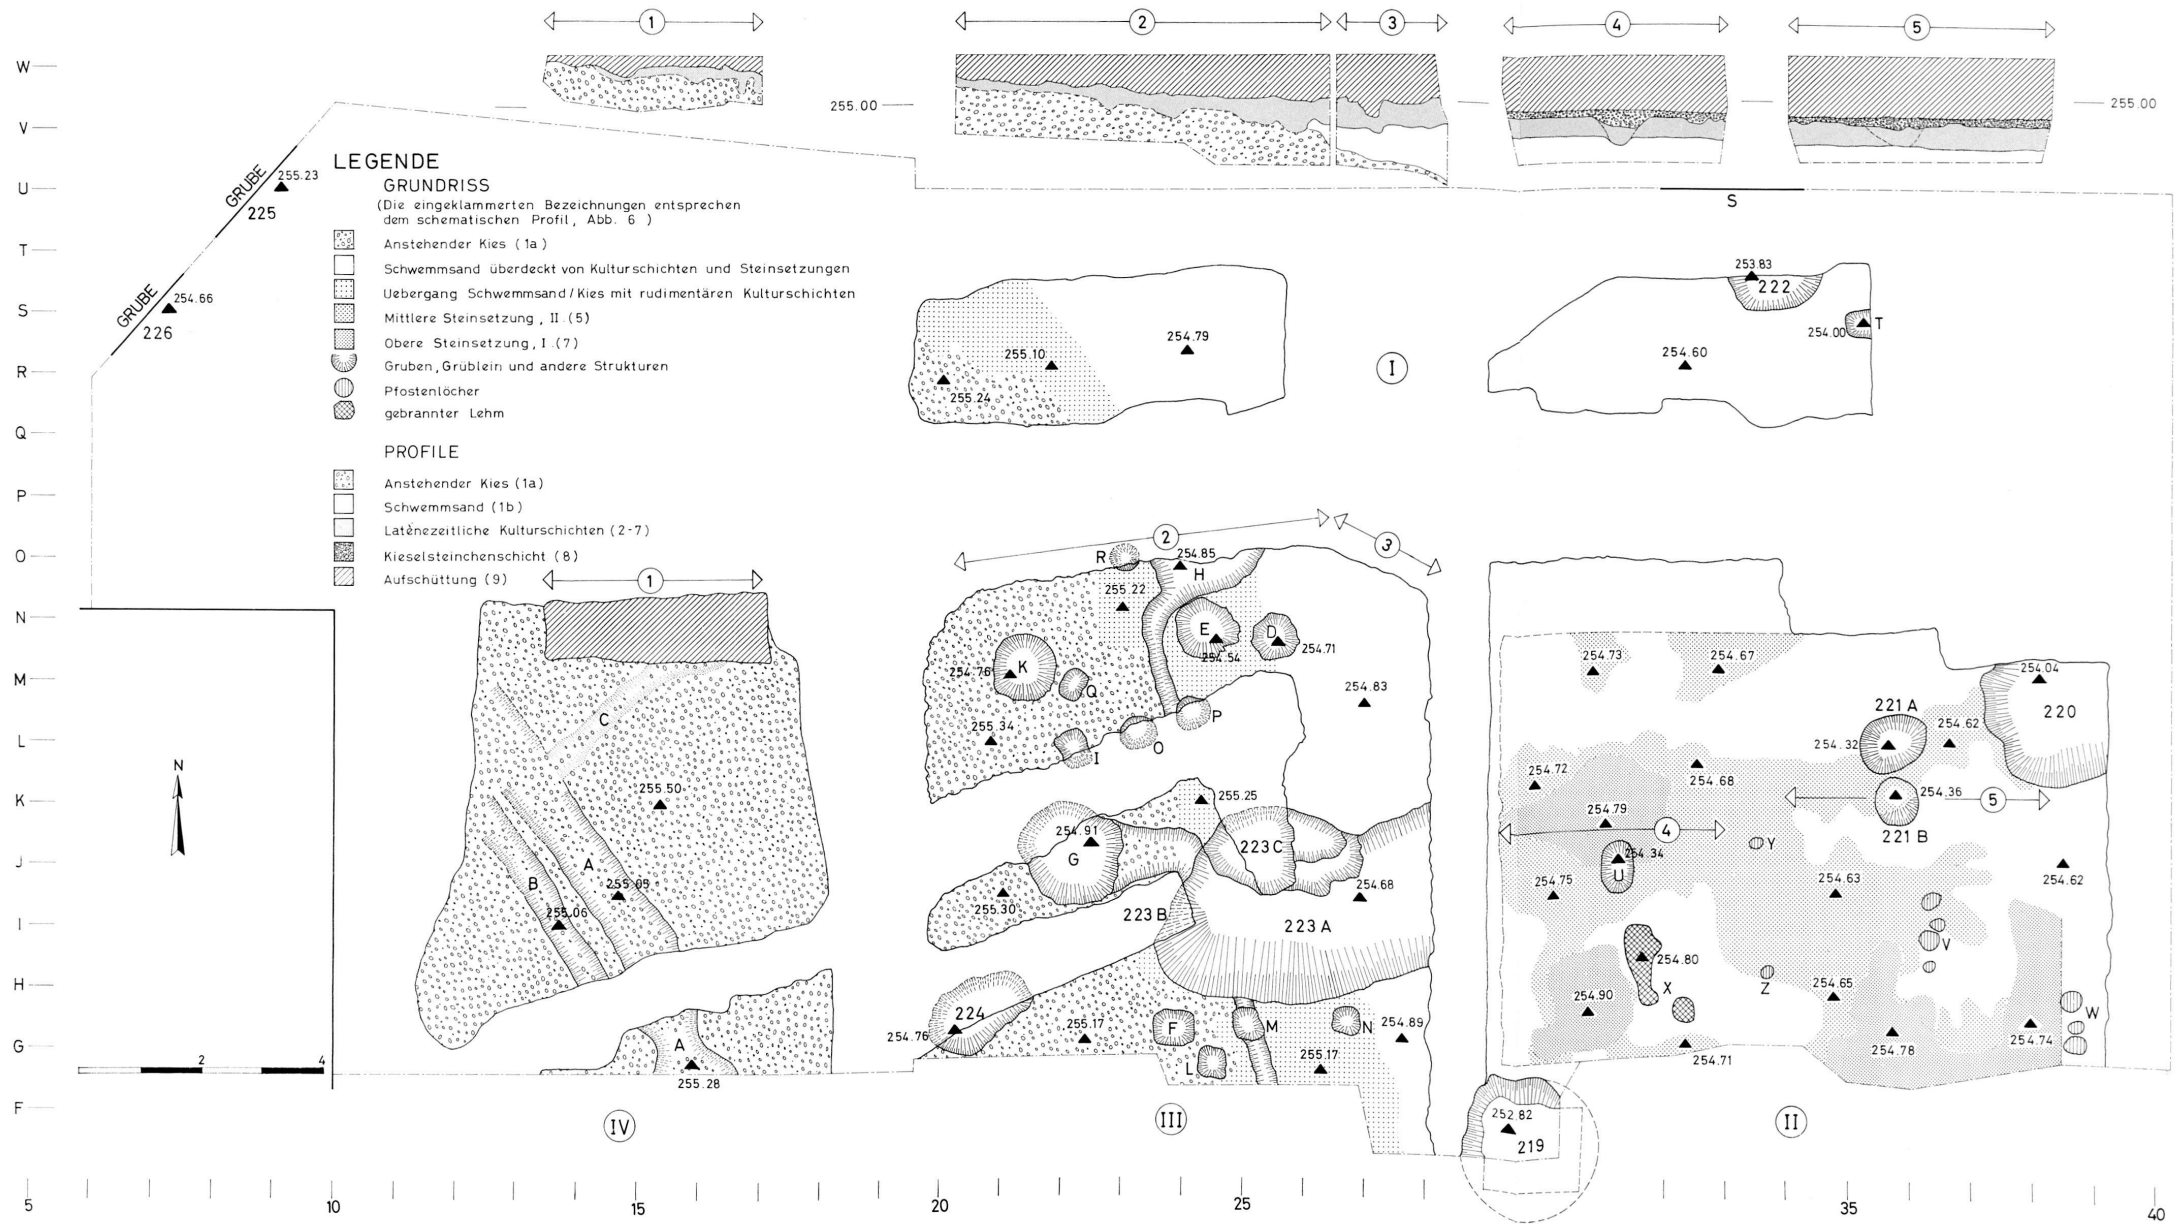 1
2
3
4
5
W
V
U
T
S
R
Q
P
O
N
M
L
K
J
I
H
G
F
255.00
255.00
GRUBE
225
255.23
GRUBE
226
254.66
LEGENDE
GRUNDRISS
(Die eingeklammerten Bezeichnungen entsprechen
dem schematischen Profil, Abb. 6 )
Anstehender Kies (1a)
Schwemmsand überdeckt von Kulturschichten und Steinsetzungen
Uebergang Schwemmsand/Kies mit rudimentären Kulturschichten
Mittlere Steinsetzung, II.(5)
Obere Steinsetzung, I.(7)
Gruben, Grüblein und andere Strukturen
Pfostenlöcher
gebrannter Lehm
PROFILE
Anstehender Kies (1a)
Schwemmsand (1b)
Latènezeitliche Kulturschichten (2-7)
Kieselsteinchenschicht (8)
Aufschüttung (9)
S
255.24
255.10
254.79
I
253.83
222
254.00
T
254.60
1
C
255.50
A
B
255.05
255.06
A
255.28
IV
N
2 4
2
3
R
254.85
H
255.22
E
254.54
D
254.71
K
254.76
Q
254.83
255.34
I
O
P
255.25
254.91
G
223 C
254.68
255.30
223 B
223 A
224
254.76
255.17
F
M
N
254.89
L
255.17
III
254.73
254.67
254.04
220
221 A
254.62
254.32
254.72
254.68
254.36
5
254.79
4
221 B
Y
254.34
U
254.75
254.63
254.62
V
254.80
X
Z
254.90
254.65
W
254.71
254.78
254.74
252.82
219
II
5 10 15 20 25 35 40